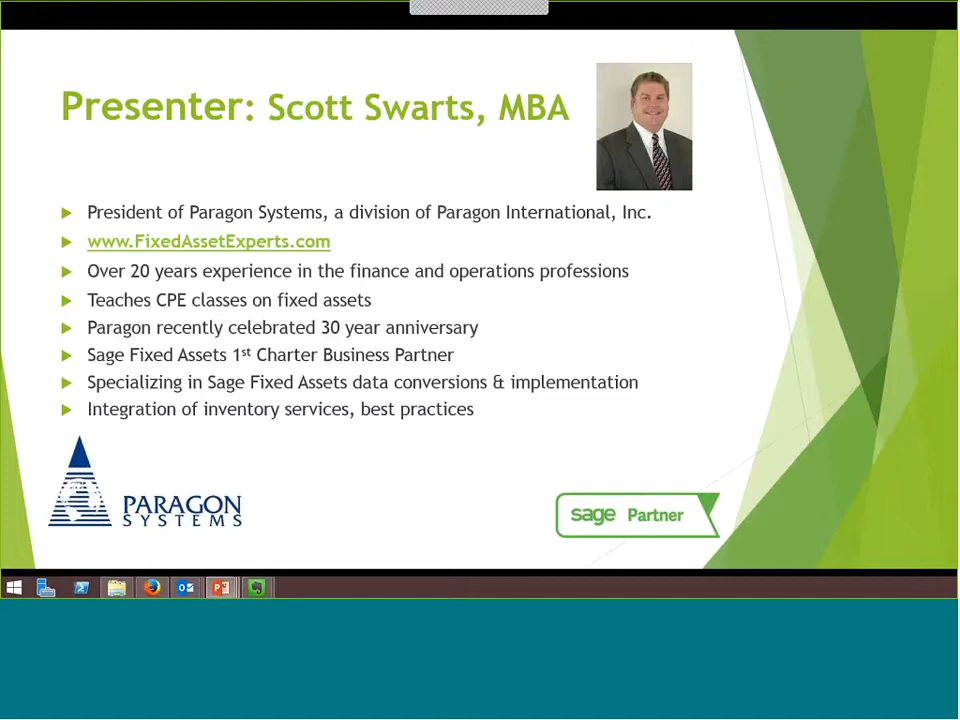 Presenter: Scott Swarts, MBA
President of Paragon Systems, a division of Paragon International, Inc.
www.FixedAssetExperts.com
Over 20 years experience in the finance and operations professions
Teaches CPE classes on fixed assets
Paragon recently celebrated 30 year anniversary
Sage Fixed Assets 1st Charter Business Partner
Specializing in Sage Fixed Assets data conversions & implementation
Integration of inventory services, best practices
PARAGON
SYSTEMS
sage Partner